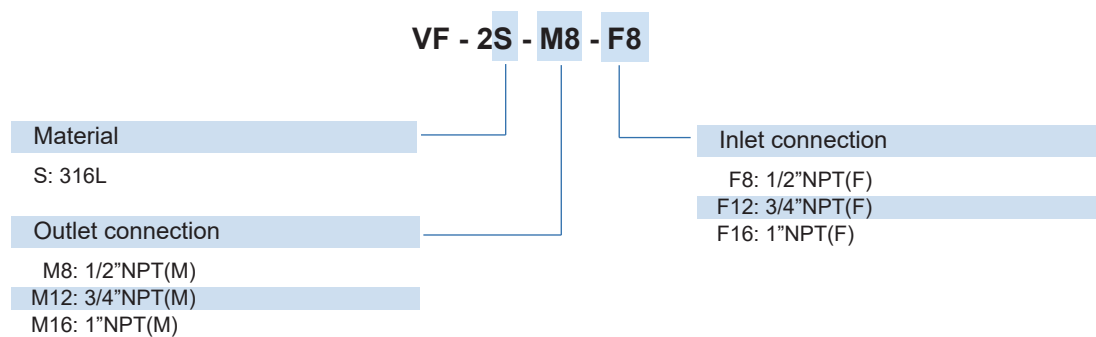 VF - 2S - M8 - F8
Material
S: 316L
Outlet connection
M8: 1/2”NPT(M)
M12: 3/4”NPT(M)
M16: 1”NPT(M)
Inlet connection
F8: 1/2”NPT(F)
F12: 3/4”NPT(F)
F16: 1”NPT(F)